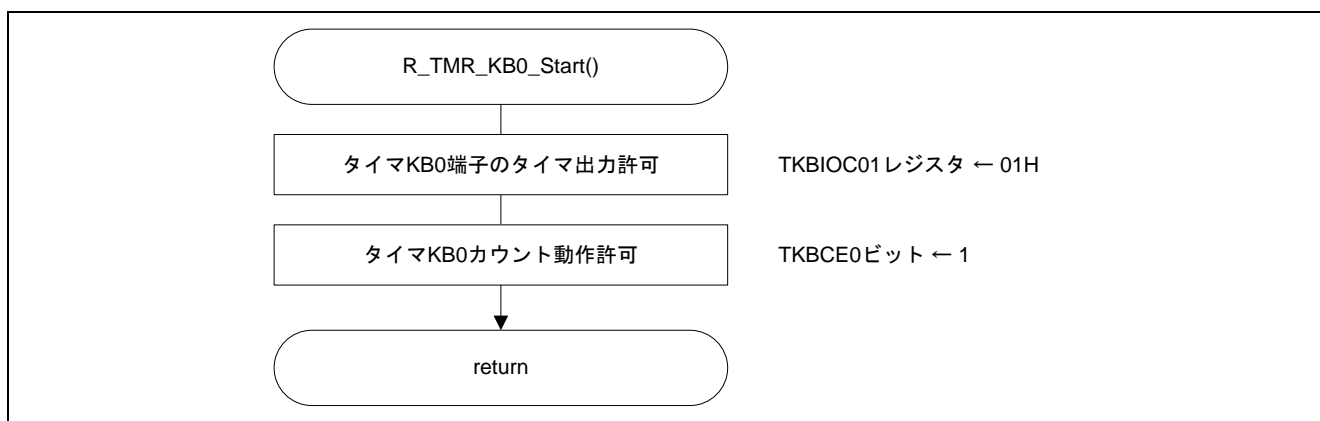 R_TMR_KB0_Start()
タイマKB0端子のタイマ出力許可
TKBIOC01レジスタ ← 01H
タイマKB0カウント動作許可
TKBCE0ビット ← 1
return